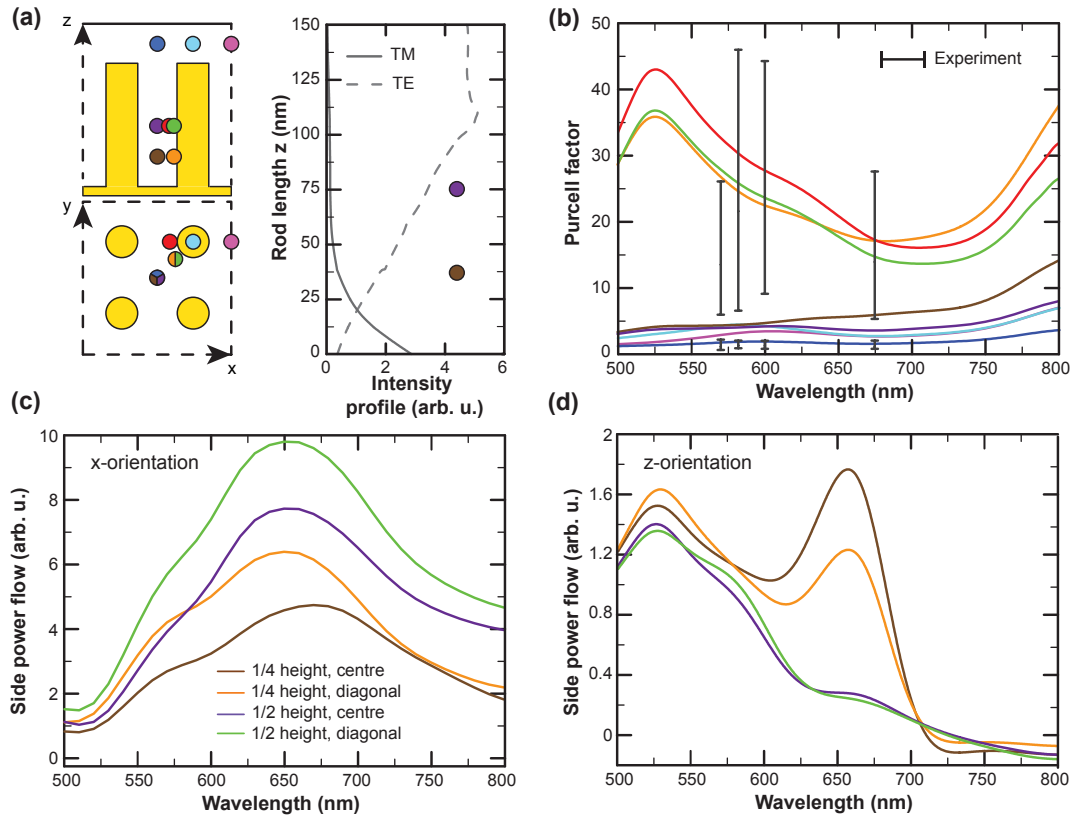 (a)
z
y
x
TM
TE
Rod length z (nm)
150
125
100
75
50
25
0
0 2 4 6
Intensity
profile (arb. u.)
(b)
Experiment
Purcell factor
50
40
30
20
10
0
500 550 600 650 700 750 800
Wavelength (nm)
(c)
x-orientation
Side power flow (arb. u.)
10
8
6
4
2
0
1/4 height, centre
1/4 height, diagonal
1/2 height, centre
1/2 height, diagonal
500 550 600 650 700 750 800
Wavelength (nm)
(d)
z-orientation
Side power flow (arb. u.)
2
1.6
1.2
0.8
0.4
0
500 550 600 650 700 750 800
Wavelength (nm)